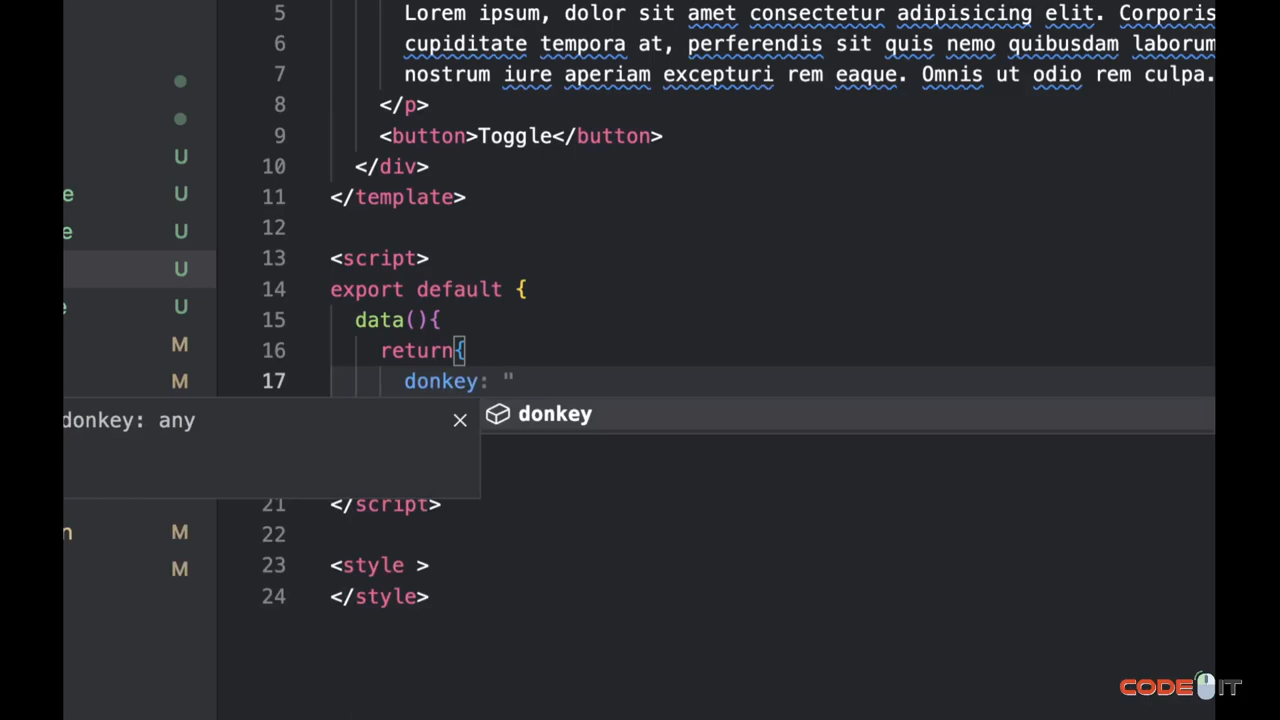 5 Lorem ipsum, dolor sit amet consectetur adipisicing elit. Corporis
6 cupiditate tempora at, perferendis sit quis nemo quibusdam laborum
7 nostrum iure aperiam excepturi rem eaque. Omnis ut odio rem culpa.
8 </p>
U 9 <button>Toggle</button>
10 </div>
e U 11 </template>
e U 12
13 <script>
U 14 export default {
e U 15 data(){
M 16 return{
M 17 donkey: "
donkey: any
donkey
21 </script>
n M 22
M 23 <style >
24 </style>
CODE IT